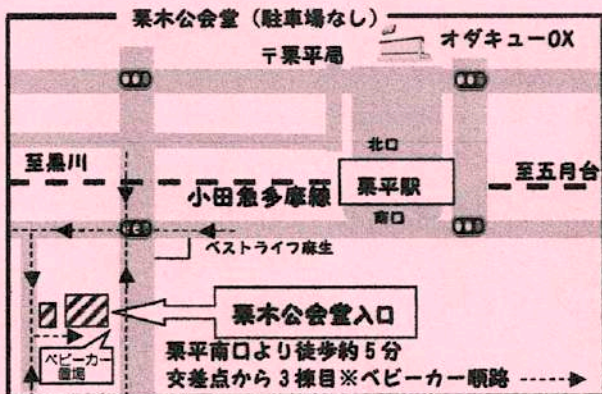 栗木公会堂（駐車場なし）
オダキューOX
〒栗平局
北口
至黒川
小田急多摩線
栗平駅
至五月台
南口
ベストライフ麻生
栗木公会堂入口
ベビーカー
置場
栗平南口より徒歩約5分
交差点から3棟目※ベビーカー順路